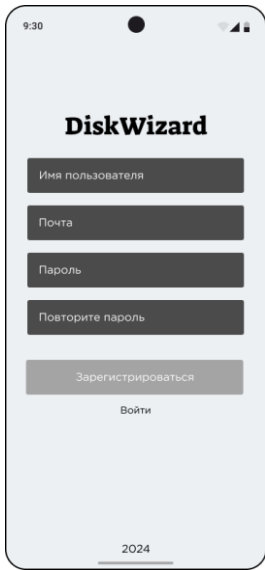 9:30
DiskWizard
Имя пользователя
Почта
Пароль
Повторите пароль
Зарегистрироваться
Войти
2024